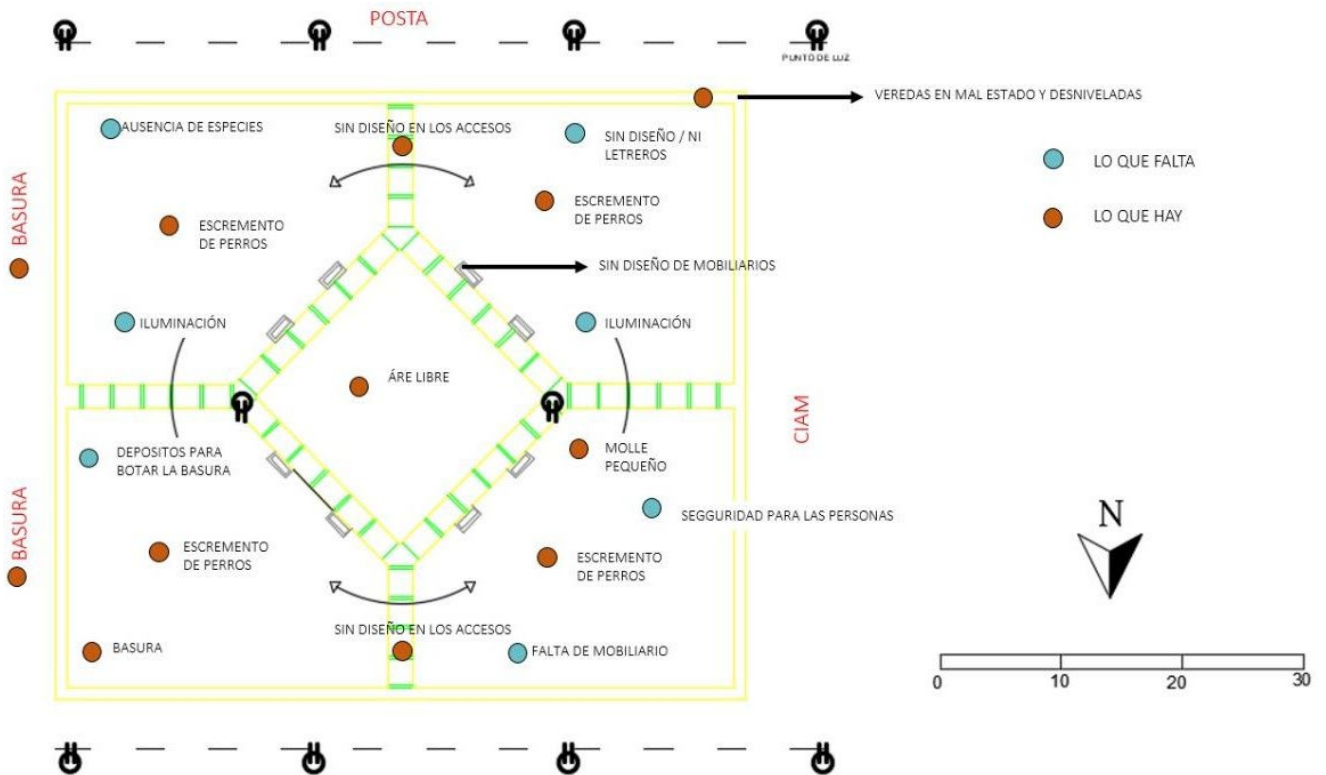 POSTA
PUNTO DE LUZ
VEREDAS EN MAL ESTADO Y DESNIVELADAS
AUSENCIA DE ESPECIES
SIN DISEÑO EN LOS ACCESOS
SIN DISEÑO / NI
LETREROS
LO QUE FALTA
LO QUE HAY
BASURA
ESCREMENTO
DE PERROS
ESCREMENTO
DE PERROS
SIN DISEÑO DE MOBILIARIOS
ILUMINACIÓN
ILUMINACIÓN
ÁRE LIBRE
CIAM
DEPOSITOS PARA
BOTAR LA BASURA
MOLLE
PEQUEÑO
BASURA
SEGGURIDAD PARA LAS PERSONAS
N
ESCREMENTO
DE PERROS
ESCREMENTO
DE PERROS
SIN DISEÑO EN LOS ACCESOS
BASURA
FALTA DE MOBILIARIO
0 10 20 30